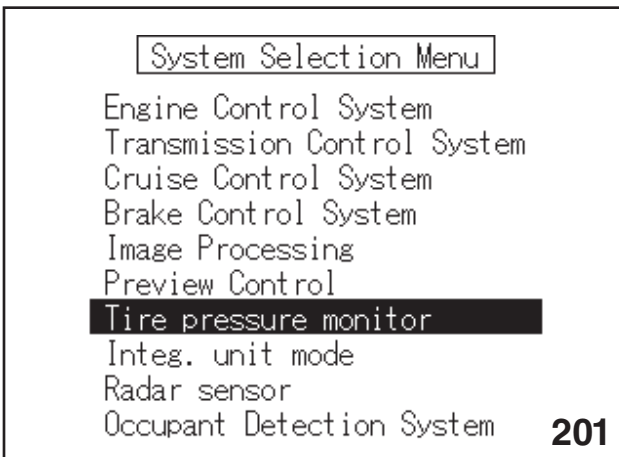 System Selection Menu
Engine Control System
Transmission Control System
Cruise Control System
Brake Control System
Image Processing
Preview Control
Tire pressure monitor
Integ. unit mode
Radar sensor
Occupant Detection System
201